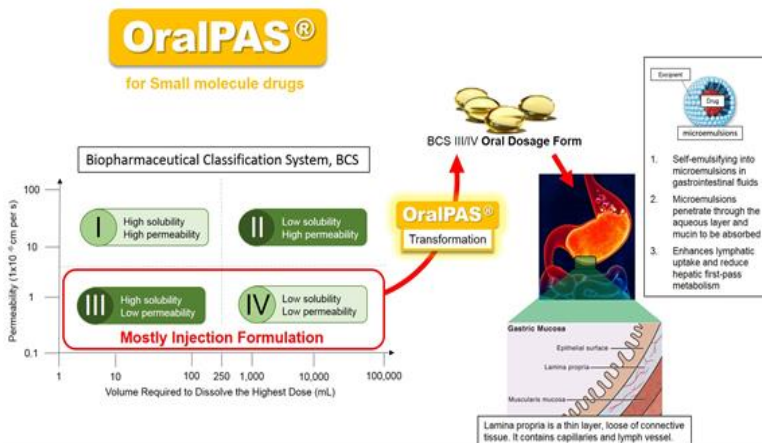 OralPAS®
for Small molecule drugs
Biopharmaceutical Classification System, BCS
Permeability (1x10⁻⁶ cm per s)
100
10
1
0.1
I
High solubility
High permeability
II
Low solubility
High permeability
III
High solubility
Low permeability
IV
Low solubility
Low permeability
Mostly Injection Formulation
1
10
100
250
1,000
10,000
100,000
Volume Required to Dissolve the Highest Dose (mL)
OralPAS®
Transformation
BCS III/IV Oral Dosage Form
Excipient
Drug
microemulsions
1. Self-emulsifying into
microemulsions in
gastrointestinal fluids
2. Microemulsions
penetrate through the
aqueous layer and
mucin to be absorbed
3. Enhances lymphatic
uptake and reduce
hepatic first-pass
metabolism
Gastric Mucosa
Epithelial surface
Lamina propria
Muscularis mucosa
Lamina propria is a thin layer, loose of connective
tissue. It contains capillaries and lymph vessel.